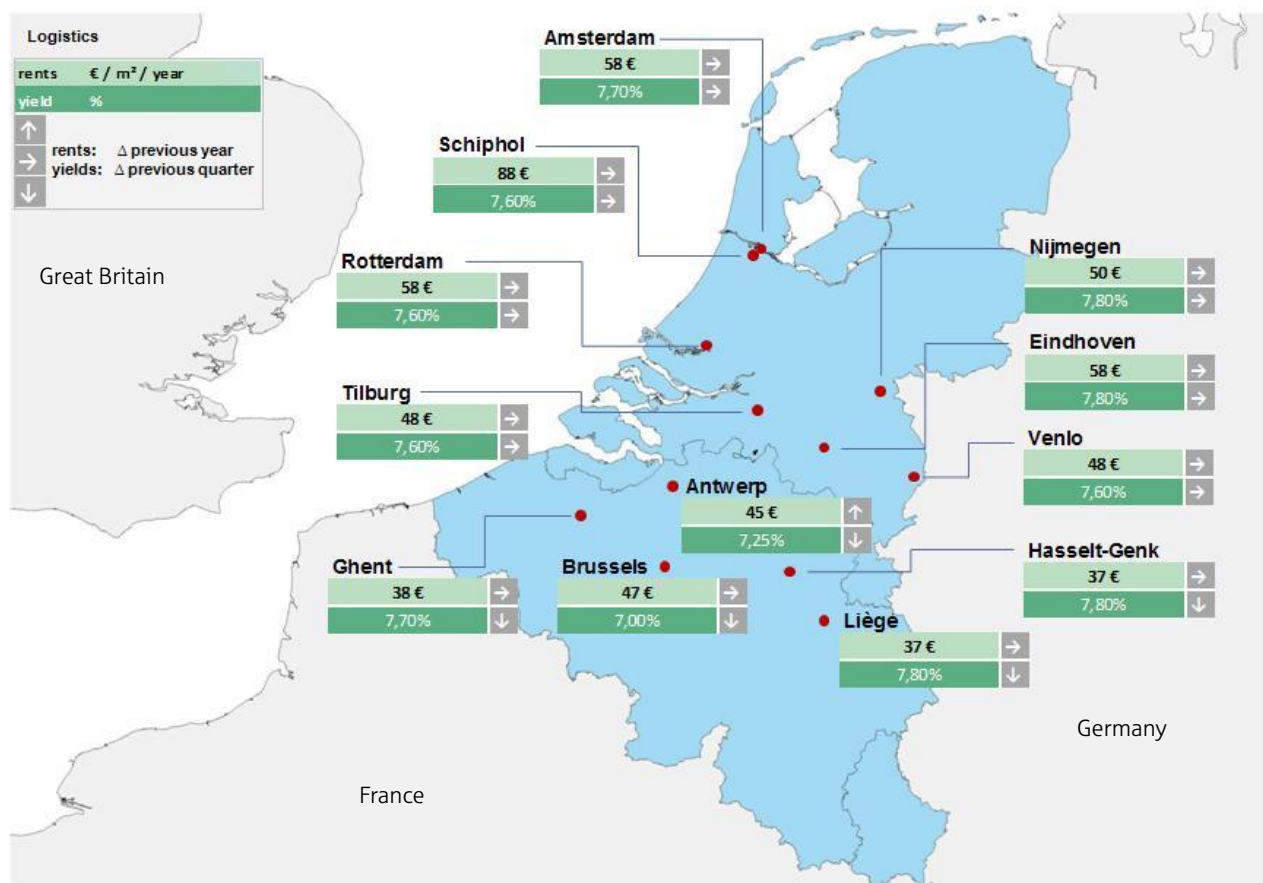 Logistics
rents € / m² / year
yield %
↑
→
↓
rents: Δ previous year
yields: Δ previous quarter
Amsterdam
58 € →
7,70% →
Schiphol
88 € →
7,60% →
Great Britain
Rotterdam
58 € →
7,60% →
Nijmegen
50 € →
7,80% →
Eindhoven
58 € →
7,80% →
Tilburg
48 € →
7,60% →
Venlo
48 € →
7,60% →
Antwerp
45 € ↑
7,25% ↓
Ghent
38 € →
7,70% ↓
Brussels
47 € →
7,00% ↓
Hasselt-Genk
37 € →
7,80% ↓
Liège
37 € →
7,80% ↓
Germany
France